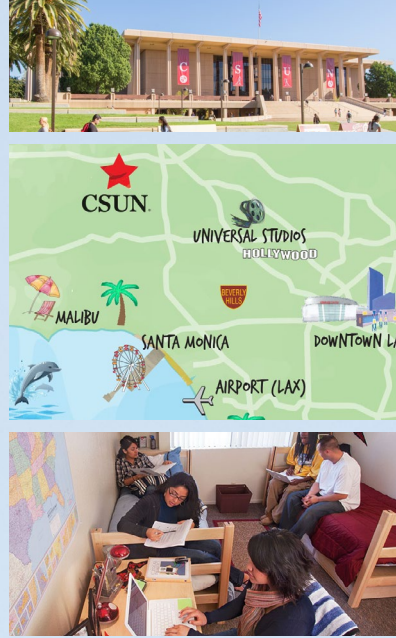 C
S
U
N
CSUN
UNIVERSAL STUDIOS
HOLLYWOOD
BEVERLY
HILLS
MALIBU
SANTA MONICA
DOWNTOWN LA
AIRPORT (LAX)